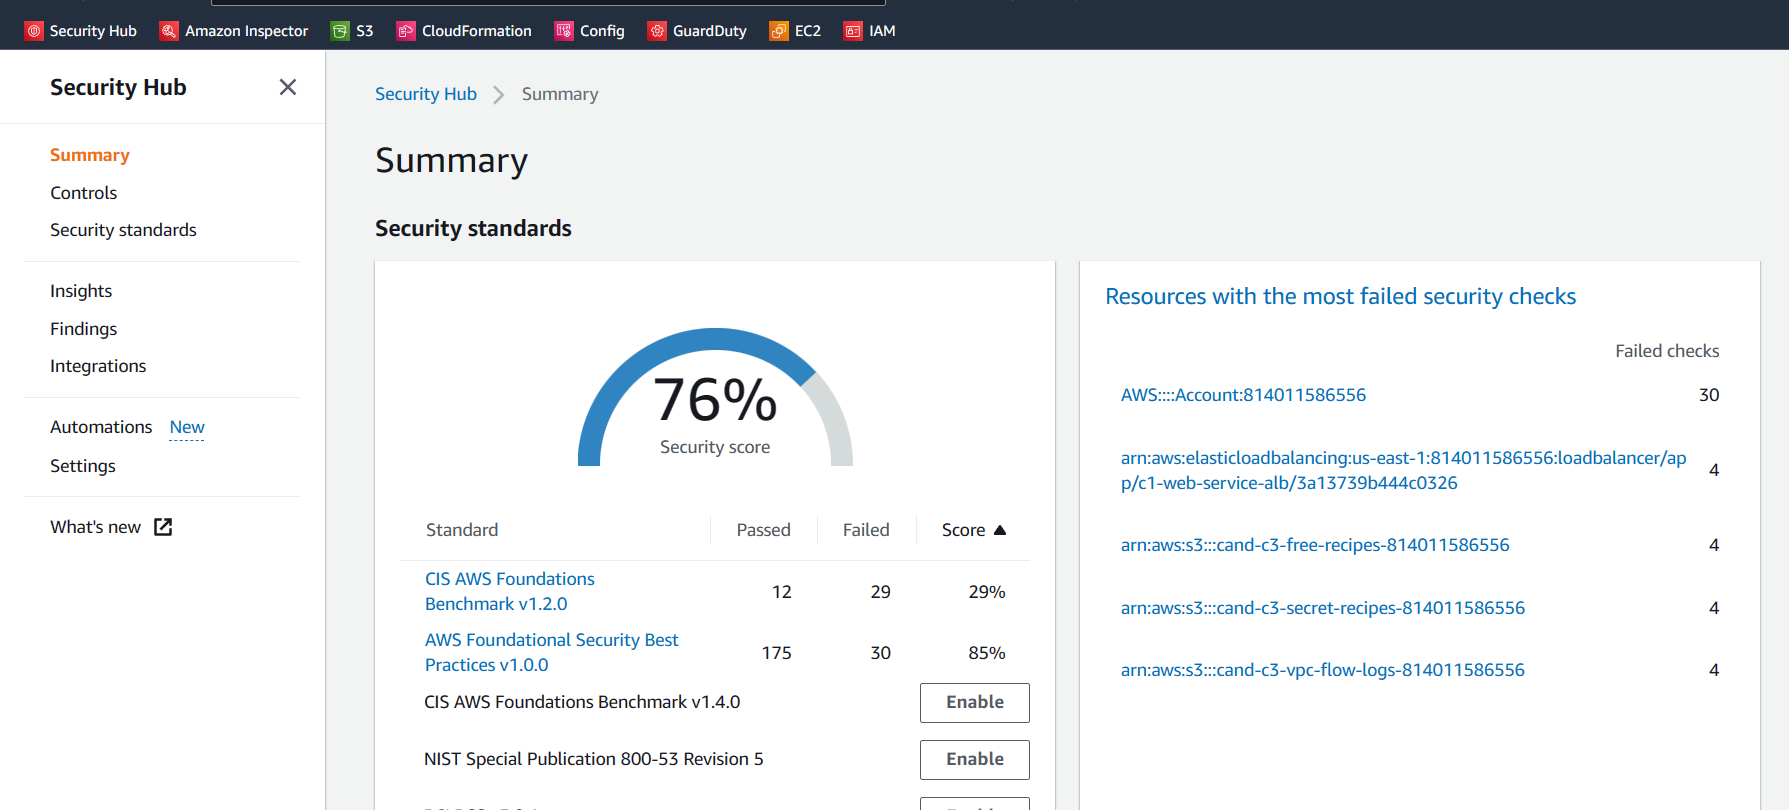 Security Hub
Amazon Inspector
S3
CloudFormation
Config
GuardDuty
EC2
IAM
Security Hub
Summary
Controls
Security standards
Insights
Findings
Integrations
Automations New
Settings
What's new
Security Hub
Summary
Summary
Security standards
76%
Security score
Standard Passed Failed Score
CIS AWS Foundations
Benchmark v1.2.0
12 29 29%
AWS Foundational Security Best
Practices v1.0.0
175 30 85%
CIS AWS Foundations Benchmark v1.4.0
Enable
NIST Special Publication 800-53 Revision 5
Enable
Resources with the most failed security checks
Failed checks
AWS::::Account:814011586556 30
arn:aws:elasticloadbalancing:us-east-1:814011586556:loadbalancer/ap
p/c1-web-service-alb/3a13739b444c0326
4
arn:aws:s3:::cand-c3-free-recipes-814011586556 4
arn:aws:s3:::cand-c3-secret-recipes-814011586556 4
arn:aws:s3:::cand-c3-vpc-flow-logs-814011586556 4